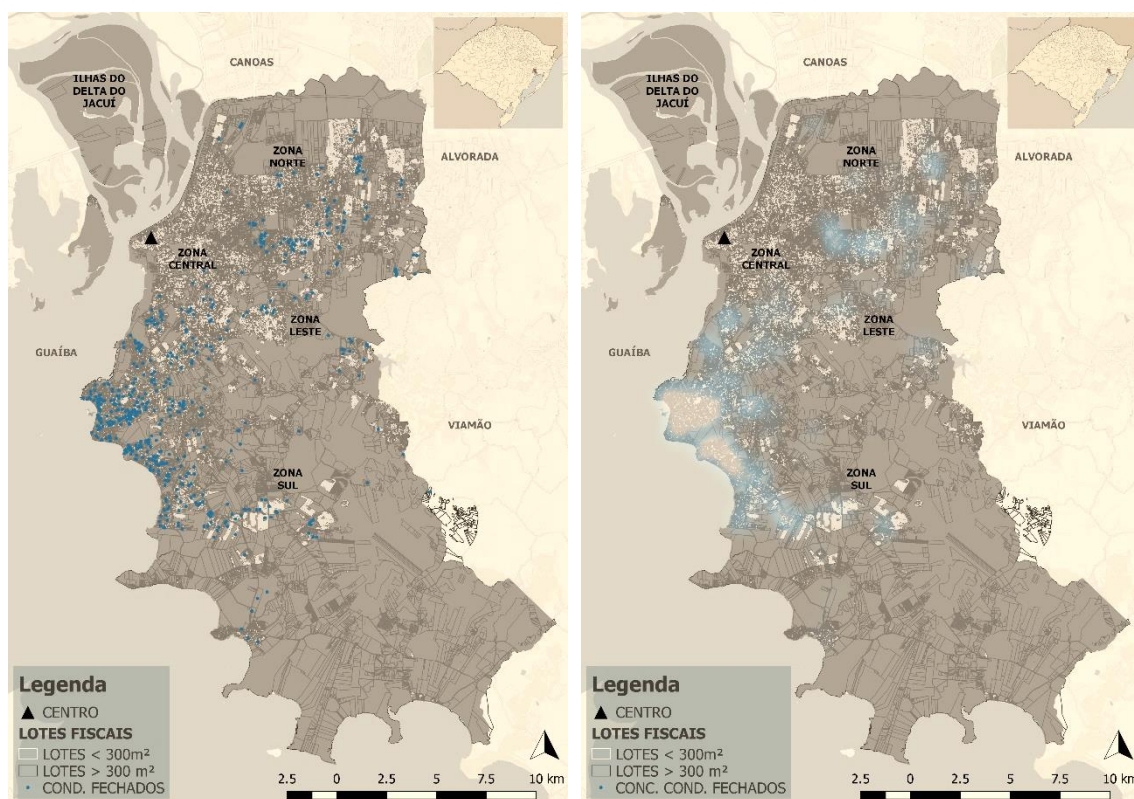 CANOAS
ILHAS DO
DELTA DO
JACUÍ
ZONA
NORTE
ALVORADA
ZONA
CENTRAL
ZONA
LESTE
GUAÍBA
VIAMÃO
ZONA
SUL
Legenda
CENTRO
LOTES FISCAIS
LOTES < 300m²
LOTES > 300 m²
COND. FECHADOS
2.5 0 2.5 5 7.5 10 km
CANOAS
ILHAS DO
DELTA DO
JACUÍ
ZONA
NORTE
ALVORADA
ZONA
CENTRAL
ZONA
LESTE
GUAÍBA
VIAMÃO
ZONA
SUL
Legenda
CENTRO
LOTES FISCAIS
LOTES < 300m²
LOTES > 300 m²
CONC. COND. FECHADOS
2.5 0 2.5 5 7.5 10 km